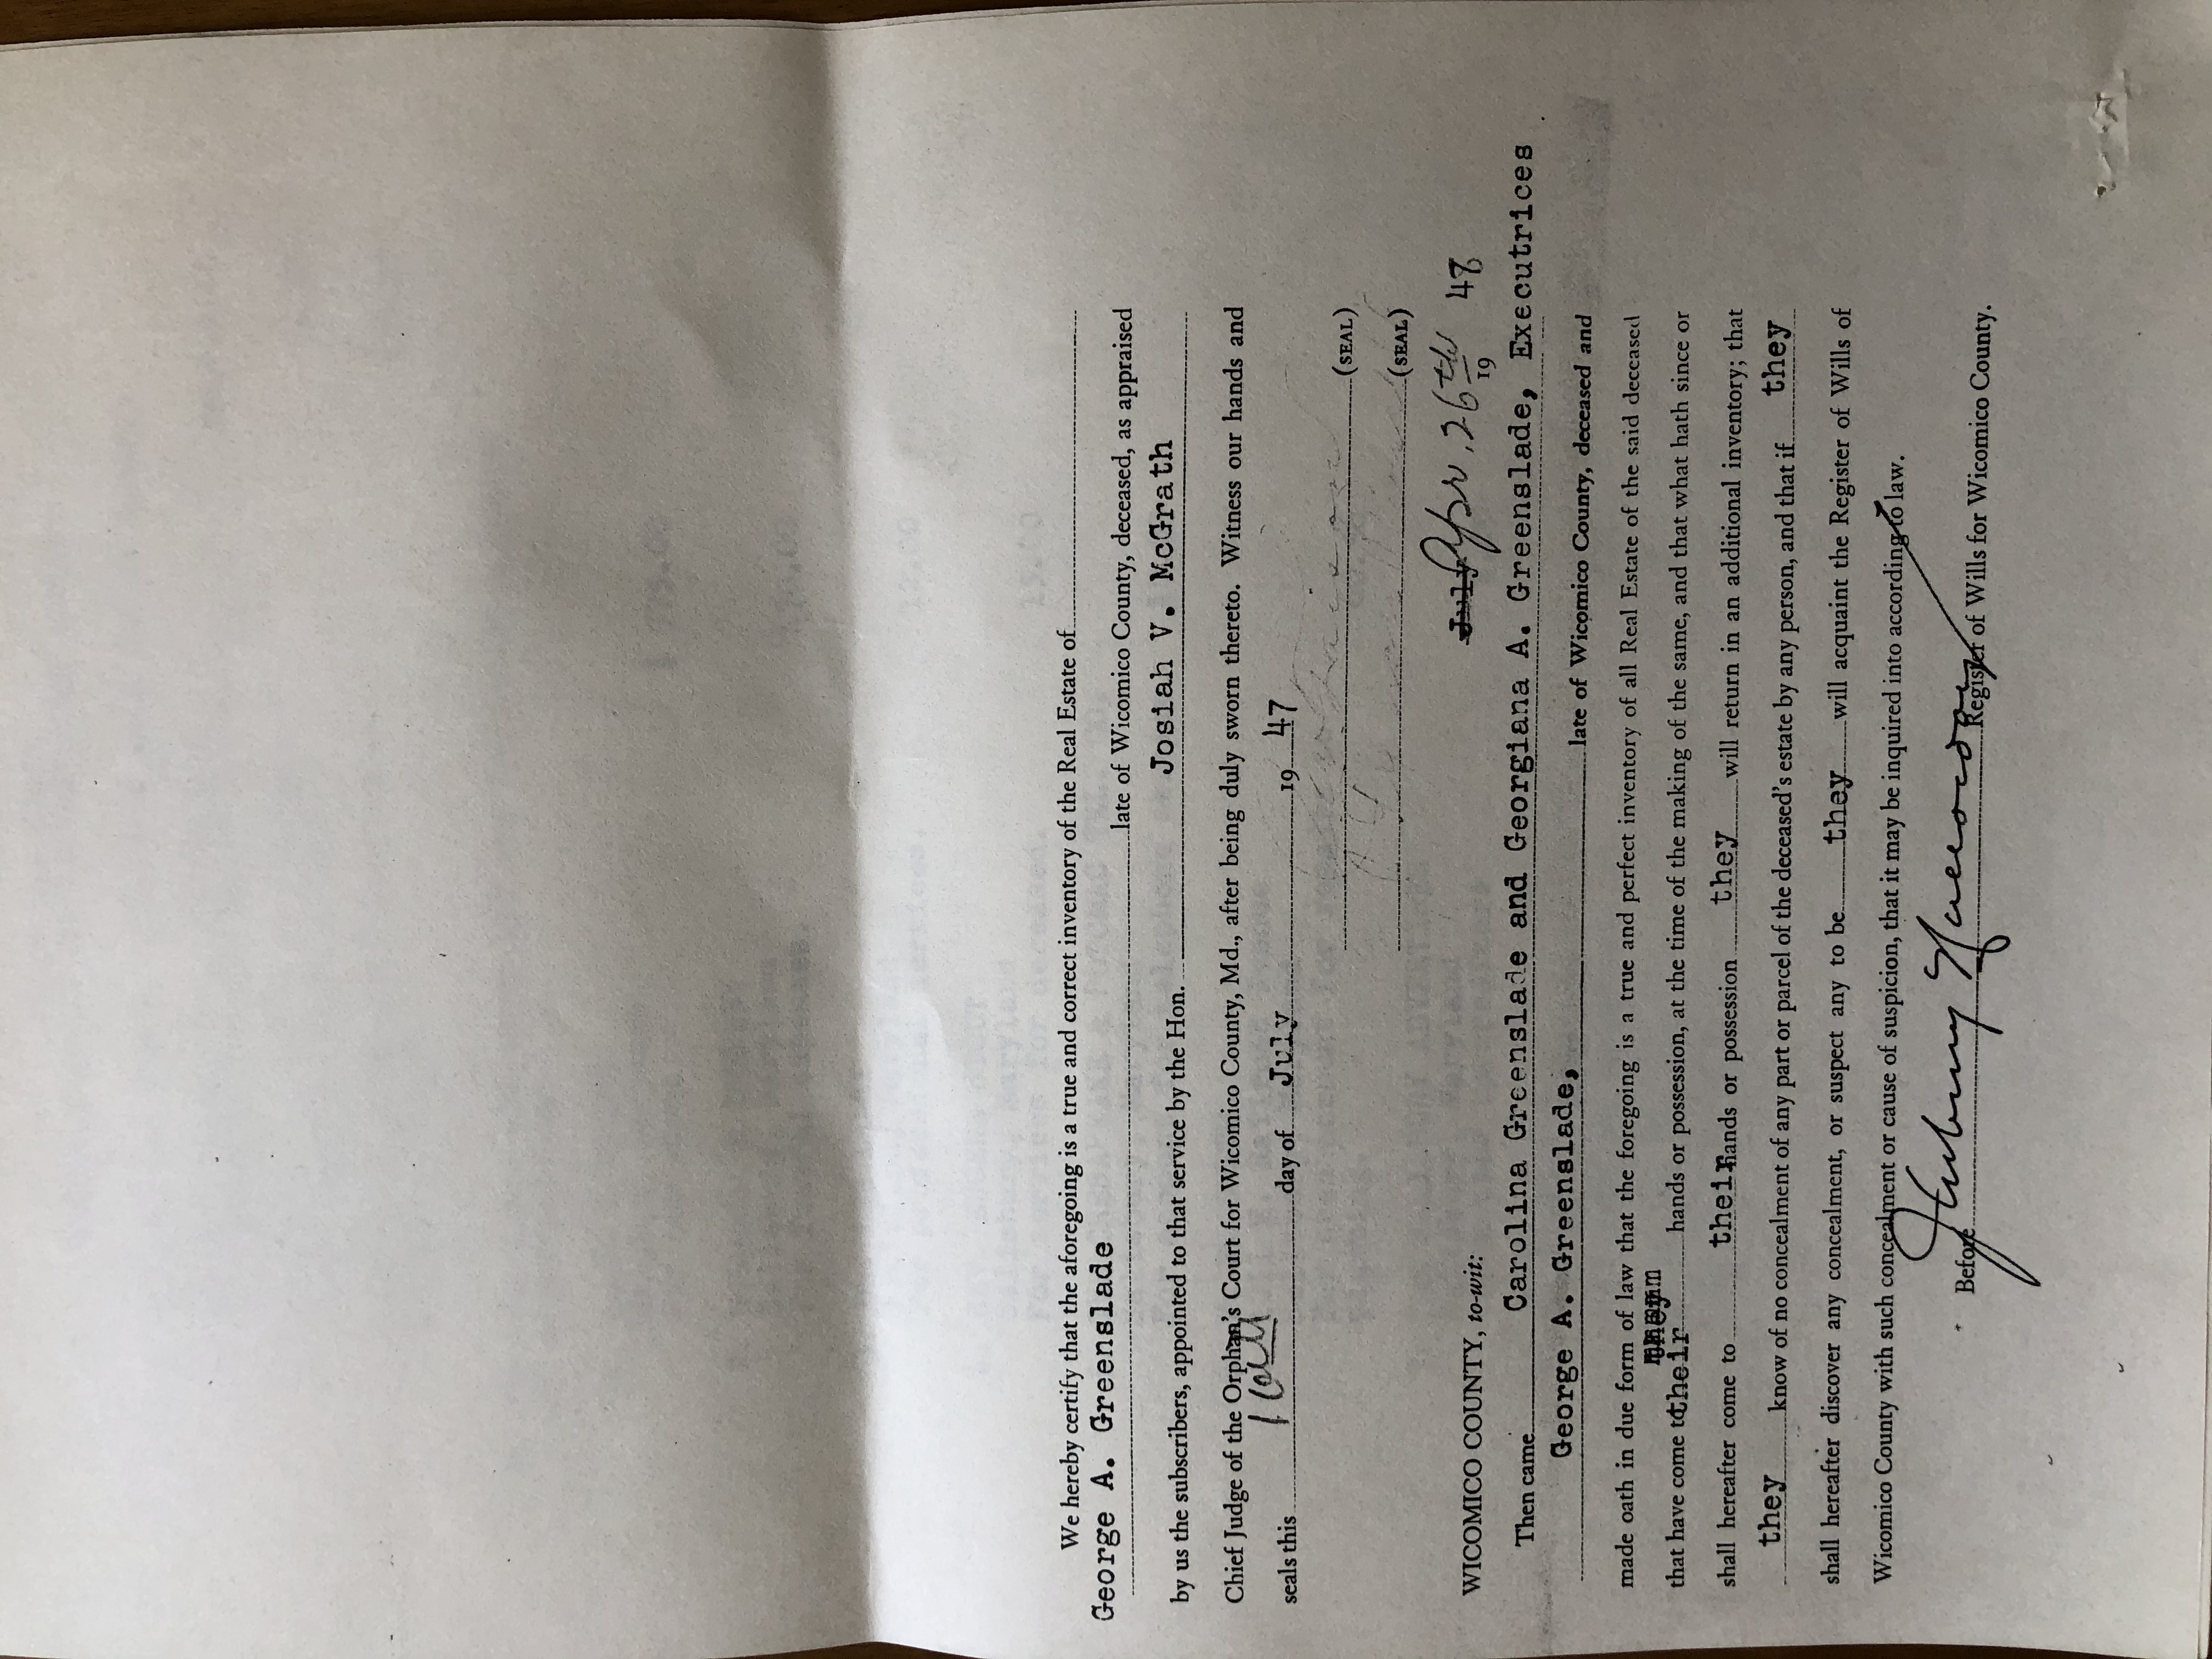 We hereby certify that the aforegoing is a true and correct inventory of the Real Estate of
George A. Greenslade
late of Wicomico County, deceased, as appraised
by us the subscribers, appointed to that service by the Hon. Josiah V. McGrath
Chief Judge of the Orphan's Court for Wicomico County, Md., after being duly sworn thereto. Witness our hands and
seals this 16th day of July 19 47
(SEAL)
(SEAL)
July Apr. 26th 48
WICOMICO COUNTY, to-wit: 19
Then came Carolina Greenslade and Georgiana A. Greenslade, Executrices
George A. Greenslade, late of Wicomico County, deceased and
made oath in due form of law that the foregoing is a true and perfect inventory of all Real Estate of the said deceased
that have come to their hands or possession, at the time of the making of the same, and that what hath since or
shall hereafter come to their hands or possession they will return in an additional inventory; that
they know of no concealment of any part or parcel of the deceased's estate by any person, and that if they
shall hereafter discover any concealment, or suspect any to be they will acquaint the Register of Wills of
Wicomico County with such concealment or cause of suspicion, that it may be inquired into according to law.
Before Holloway Register of Wills for Wicomico County.